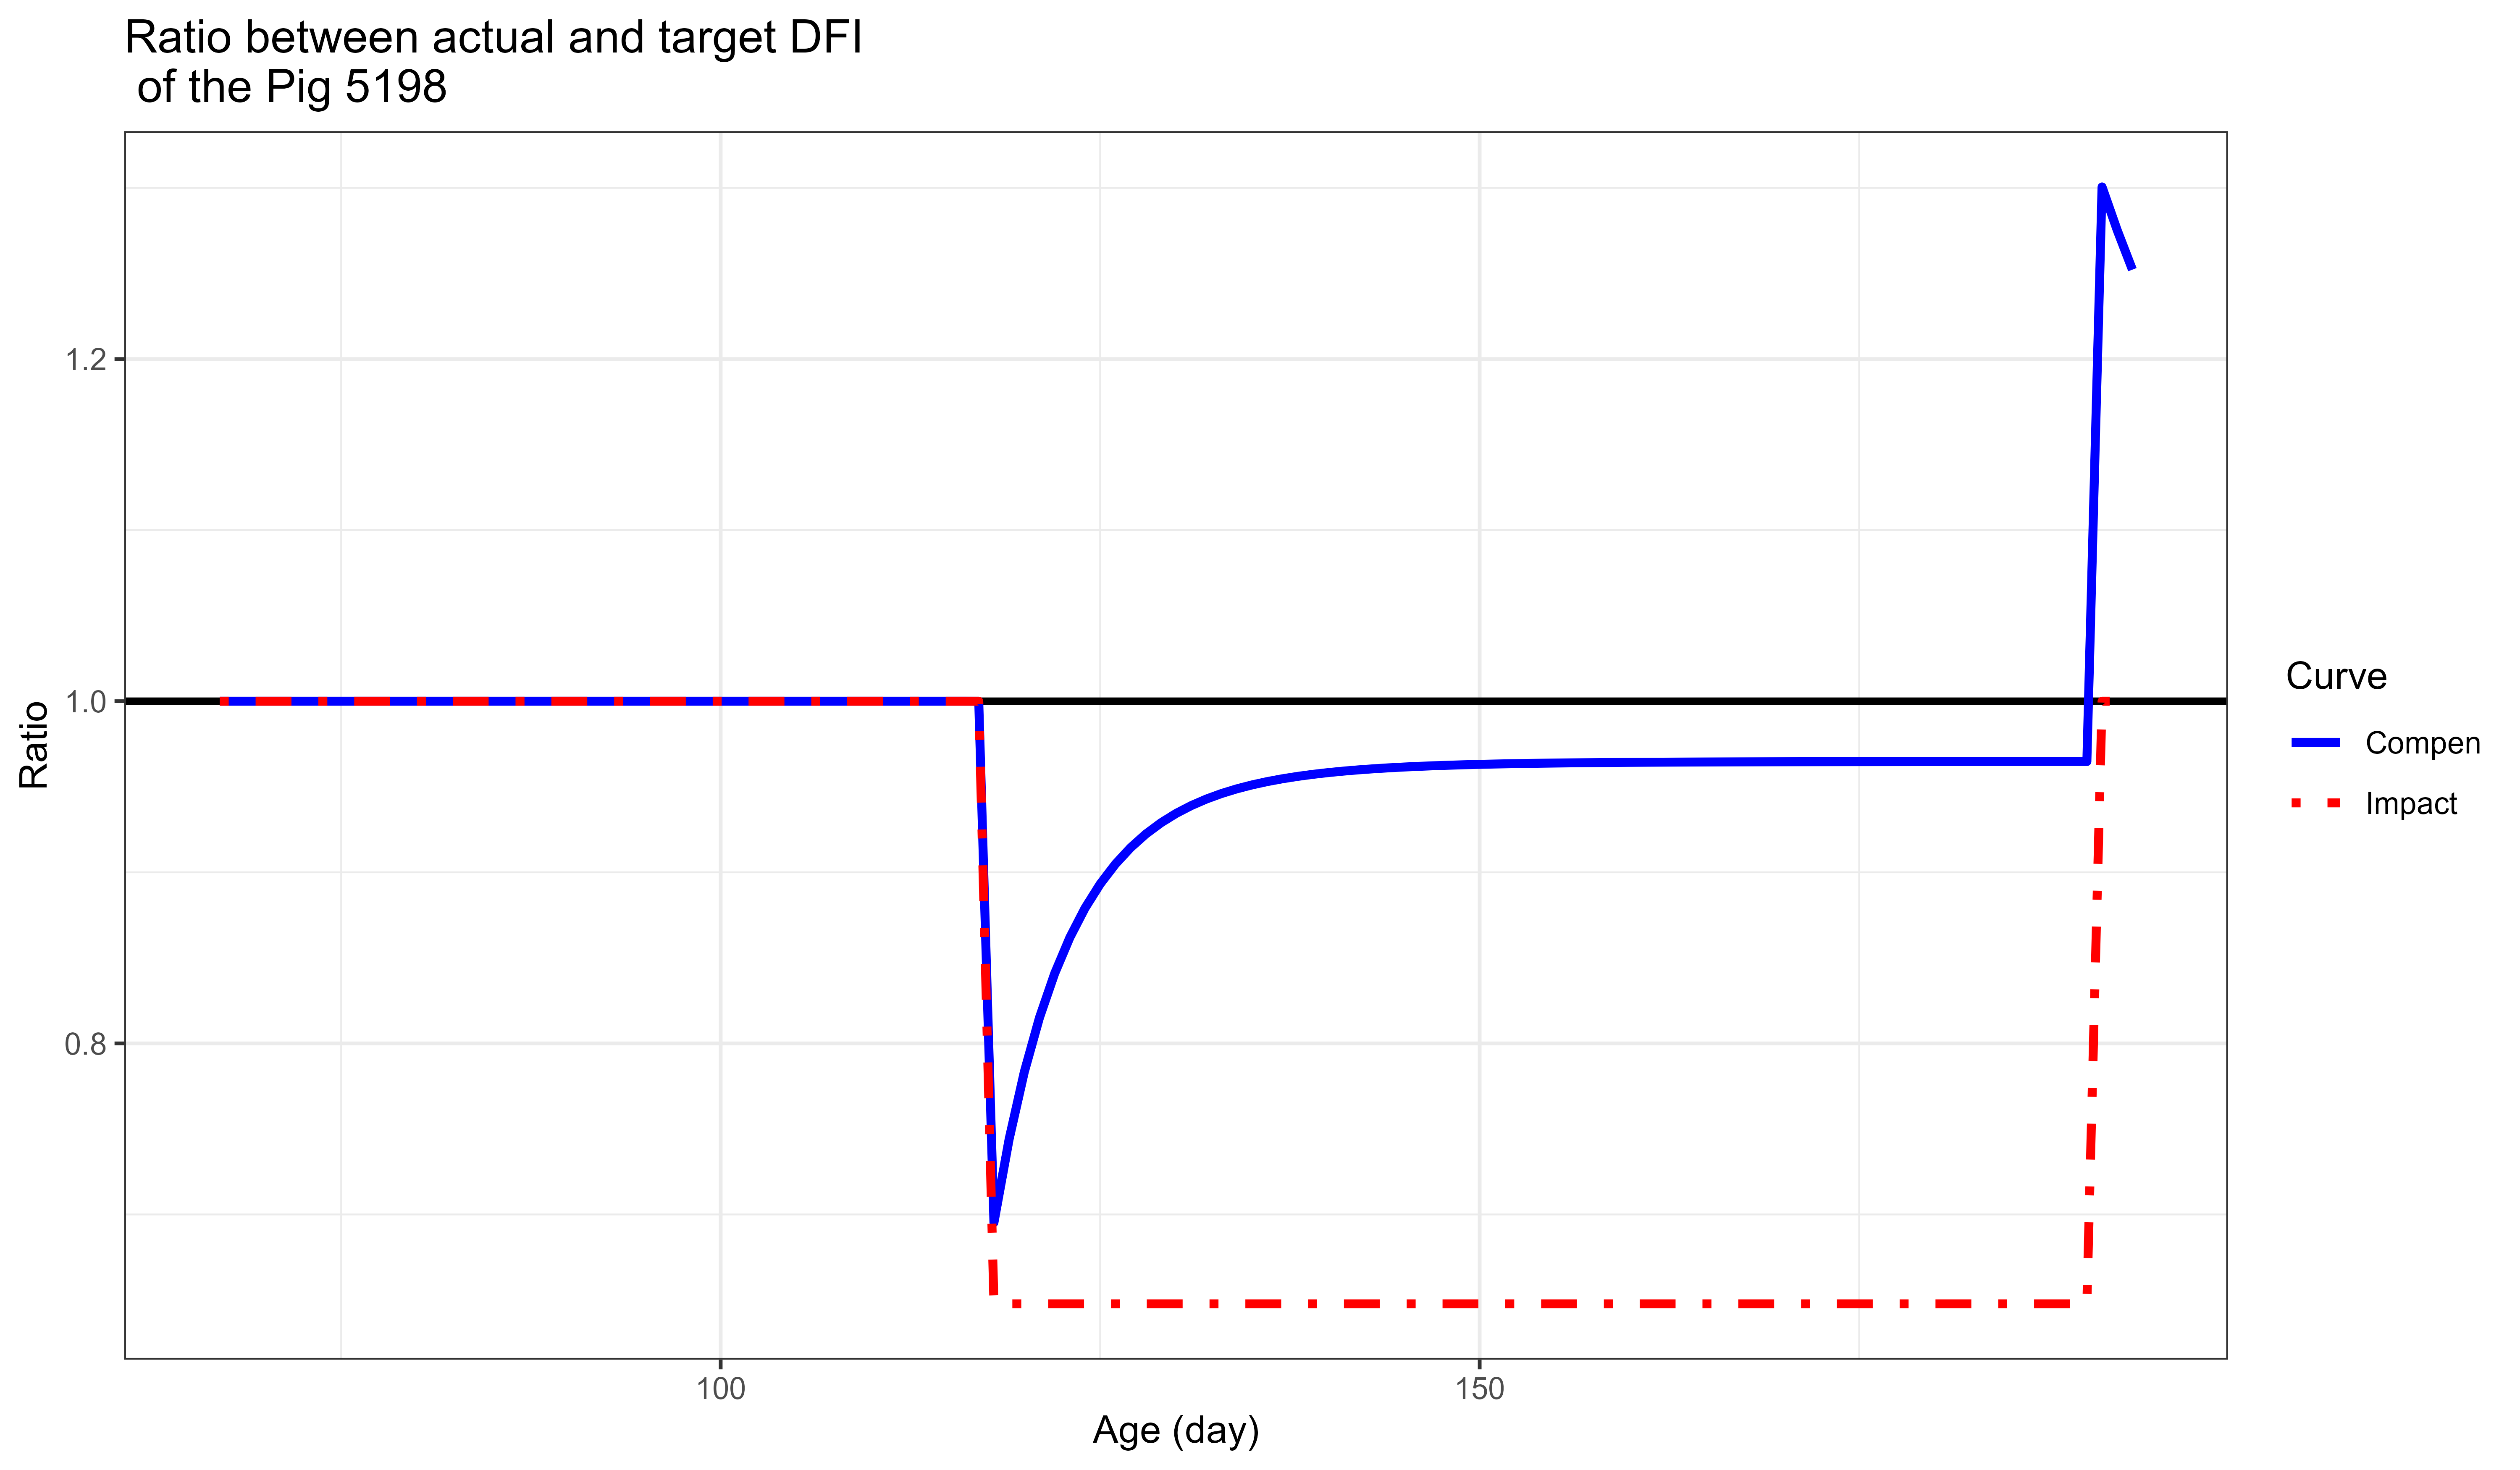 Ratio between actual and target DFI
of the Pig 5198
1.2
1.0
0.8
Ratio
100
150
Age (day)
Curve
Compen
Impact